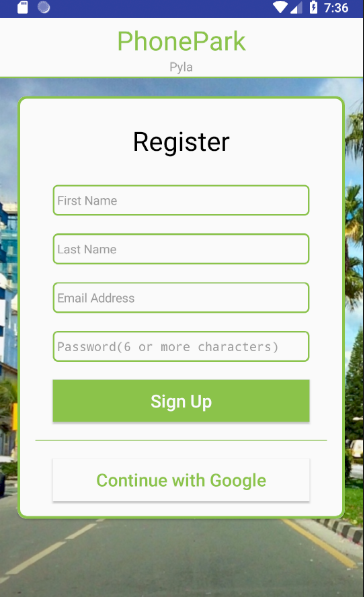 7:36
PhonePark
Pyla
Register
First Name
Last Name
Email Address
Password(6 or more characters)
Sign Up
Continue with Google